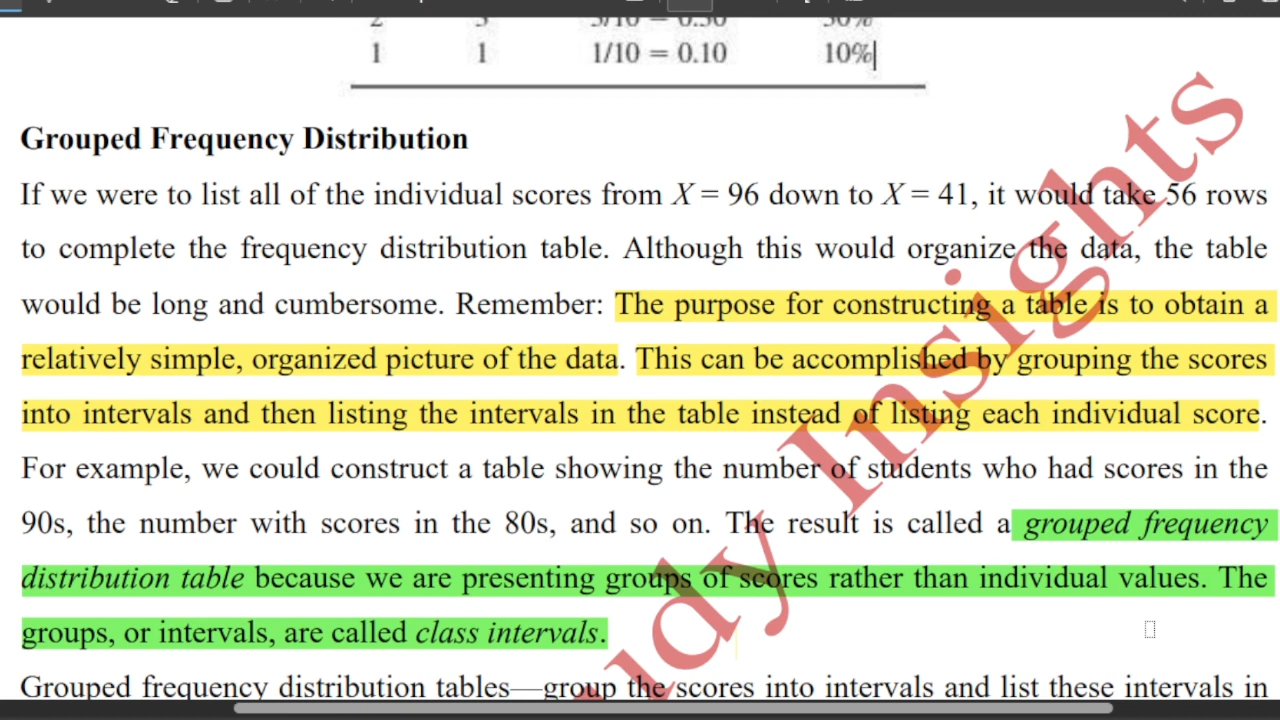 1 1 1/10 = 0.10 10%
Grouped Frequency Distribution
If we were to list all of the individual scores from X = 96 down to X = 41, it would take 56 rows
to complete the frequency distribution table. Although this would organize the data, the table
would be long and cumbersome. Remember: The purpose for constructing a table is to obtain a
relatively simple, organized picture of the data. This can be accomplished by grouping the scores
into intervals and then listing the intervals in the table instead of listing each individual score.
For example, we could construct a table showing the number of students who had scores in the
90s, the number with scores in the 80s, and so on. The result is called a grouped frequency
distribution table because we are presenting groups of scores rather than individual values. The
groups, or intervals, are called class intervals.
Grouped frequency distribution tables—group the scores into intervals and list these intervals in
Insights